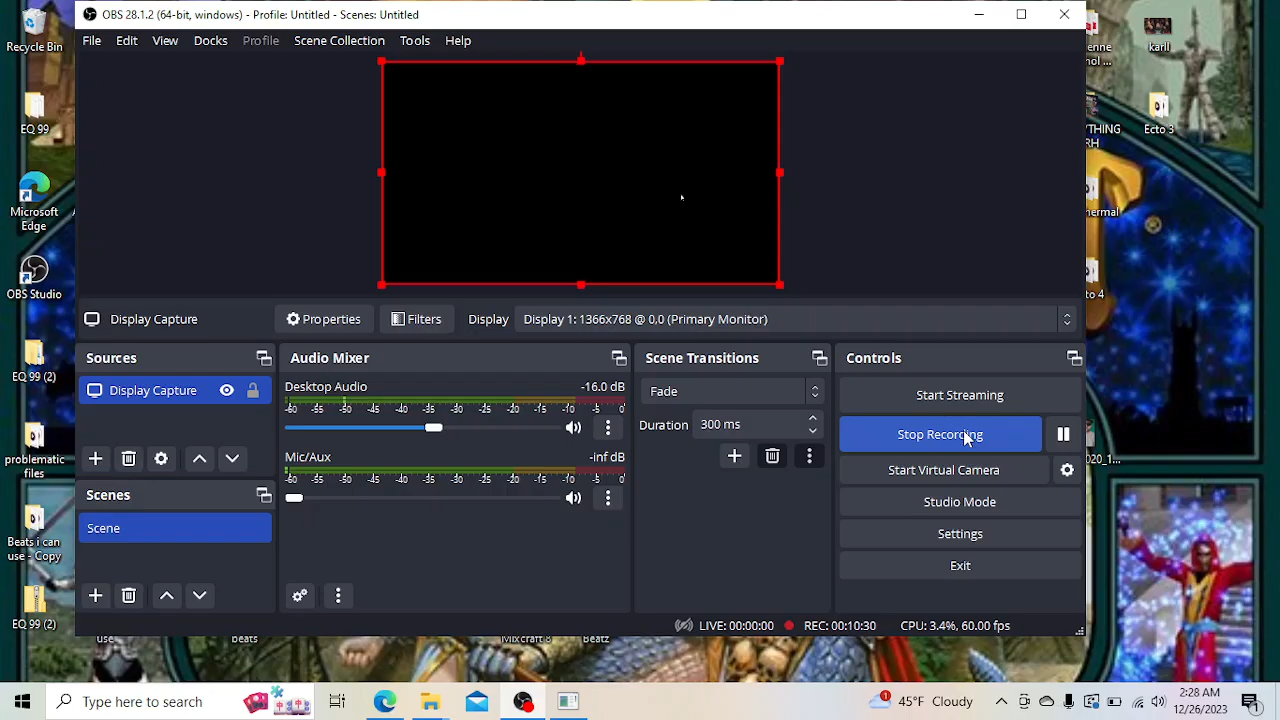 OBS 28.1.2 (64-bit, windows) - Profile: Untitled - Scenes: Untitled
File Edit View Docks Profile Scene Collection Tools Help
Recycle Bin
EQ 99
Microsoft
Edge
OBS Studio
EQ 99 (2)
problematic
files
Beats i can
use - Copy
EQ 99 (2)
karll
Ecto 3
Display Capture
Properties
Filters
Display
Display 1: 1366x768 @ 0,0 (Primary Monitor)
Sources
Display Capture
Scenes
Scene
Audio Mixer
Desktop Audio
-16.0 dB
-60 -55 -50 -45 -40 -35 -30 -25 -20 -15 -10 -5 0
Mic/Aux
-inf dB
-60 -55 -50 -45 -40 -35 -30 -25 -20 -15 -10 -5 0
Scene Transitions
Fade
Duration
300 ms
Controls
Start Streaming
Stop Recording
Start Virtual Camera
Studio Mode
Settings
Exit
LIVE: 00:00:00
REC: 00:10:30
CPU: 3.4%, 60.00 fps
use
beats
Mixcraft 8
Beatz
Type here to search
1
45°F Cloudy
2:28 AM
12/26/2023
1